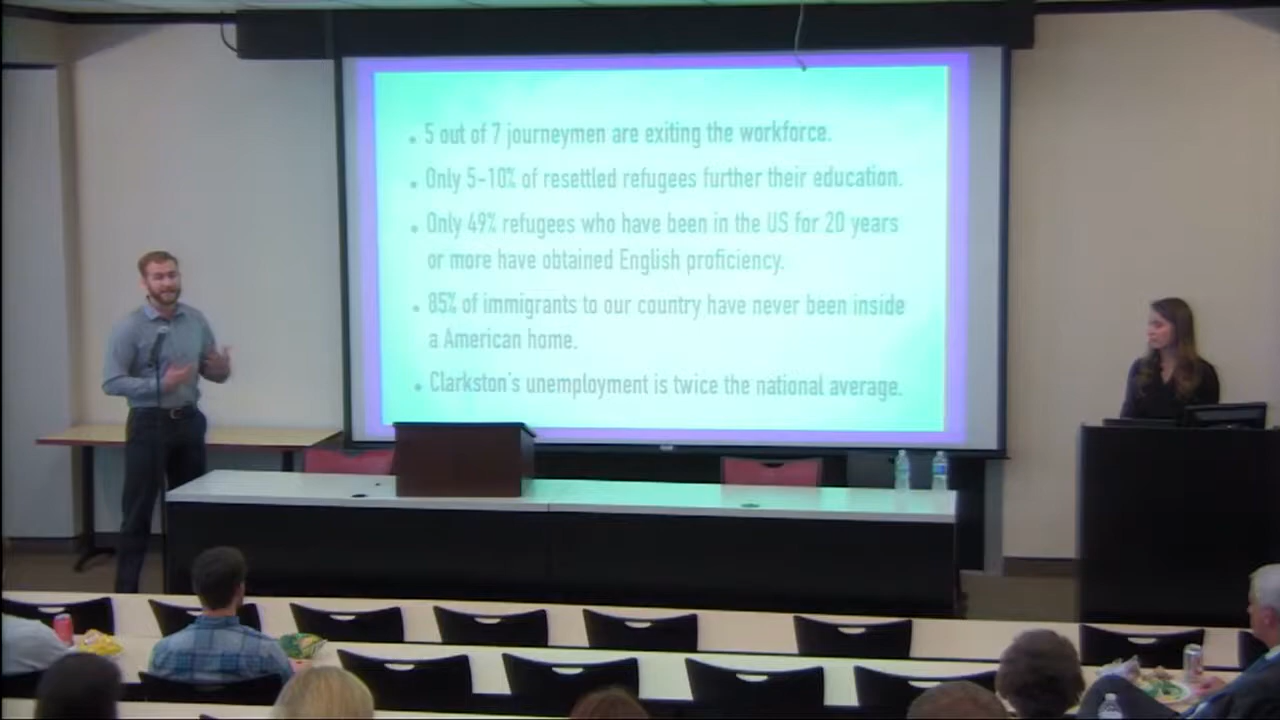 • 5 out of 7 journeymen are exiting the workforce.
• Only 5-10% of resettled refugees further their education.
• Only 49% refugees who have been in the US for 20 years
or more have obtained English proficiency.
• 85% of immigrants to our country have never been inside
a American home.
• Clarkston's unemployment is twice the national average.